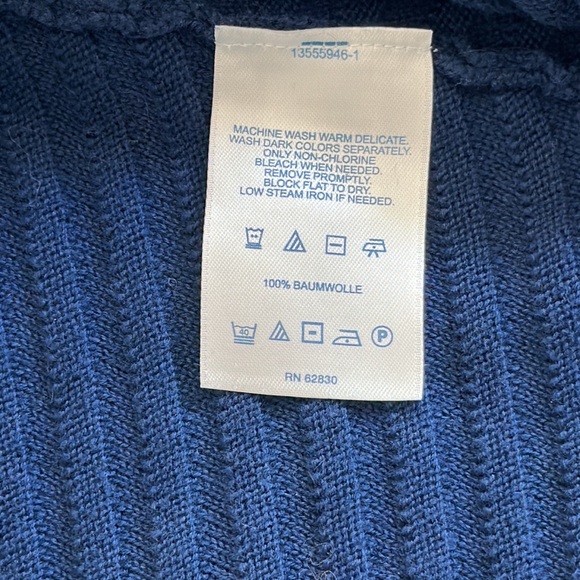 13555946-1
MACHINE WASH WARM DELICATE.
WASH DARK COLORS SEPARATELY.
ONLY NON-CHLORINE
BLEACH WHEN NEEDED.
REMOVE PROMPTLY.
BLOCK FLAT TO DRY.
LOW STEAM IRON IF NEEDED.
100% BAUMWOLLE
40 P
RN 62830